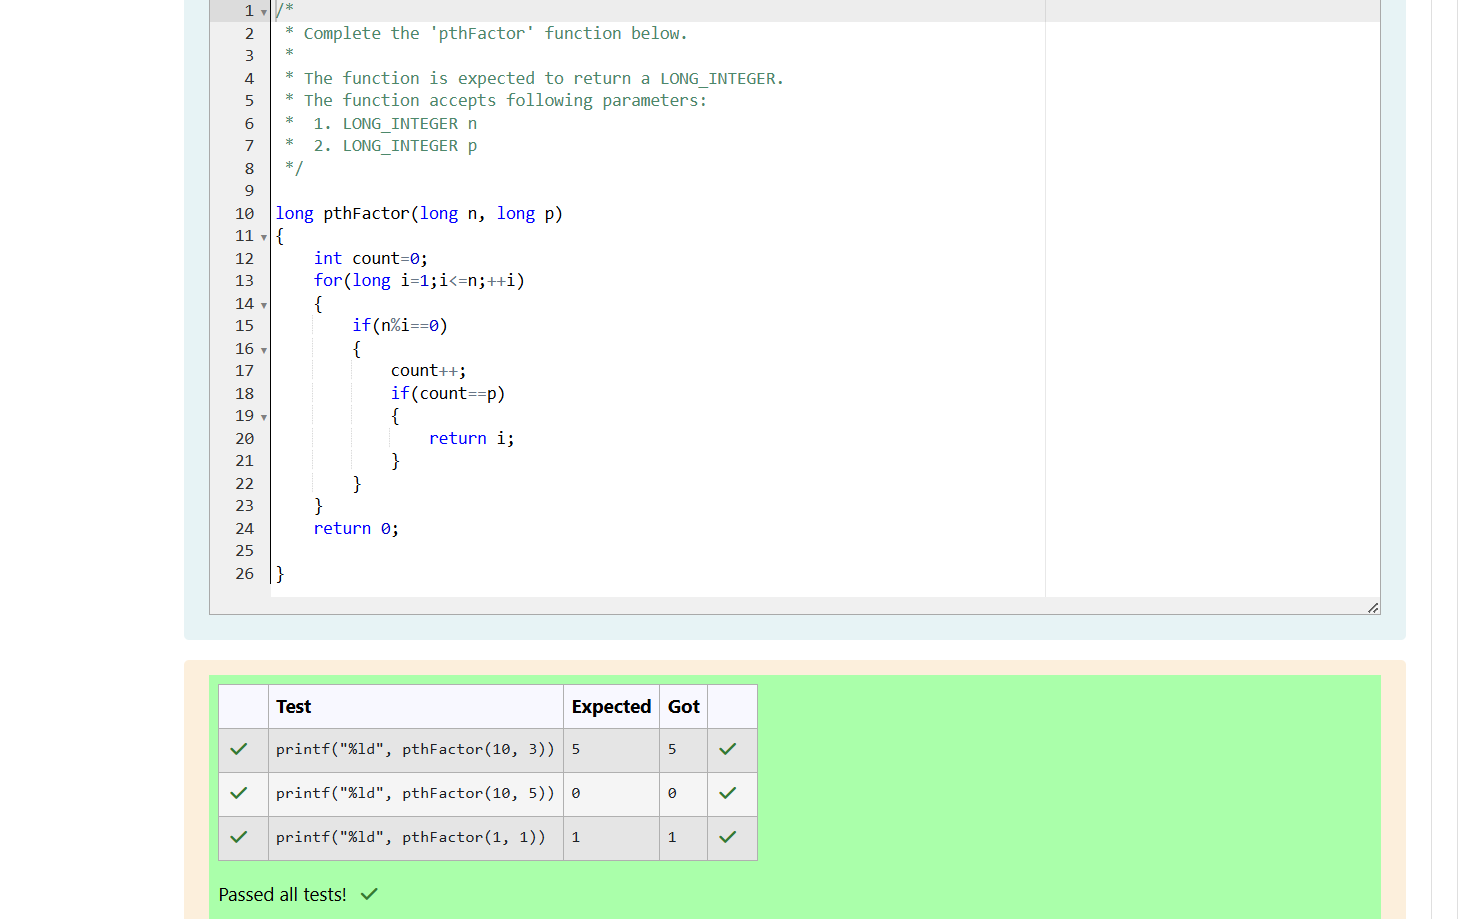 1 /*
2 * Complete the 'pthFactor' function below.
3 *
4 * The function is expected to return a LONG_INTEGER.
5 * The function accepts following parameters:
6 *  1. LONG_INTEGER n
7 *  2. LONG_INTEGER p
8 */
9
10 long pthFactor(long n, long p)
11 {
12     int count=0;
13     for(long i=1;i<=n;++i)
14     {
15         if(n%i==0)
16         {
17             count++;
18             if(count==p)
19             {
20                 return i;
21             }
22         }
23     }
24     return 0;
25
26 }
Test Expected Got
printf("%ld", pthFactor(10, 3)) 5 5
printf("%ld", pthFactor(10, 5)) 0 0
printf("%ld", pthFactor(1, 1)) 1 1
Passed all tests!